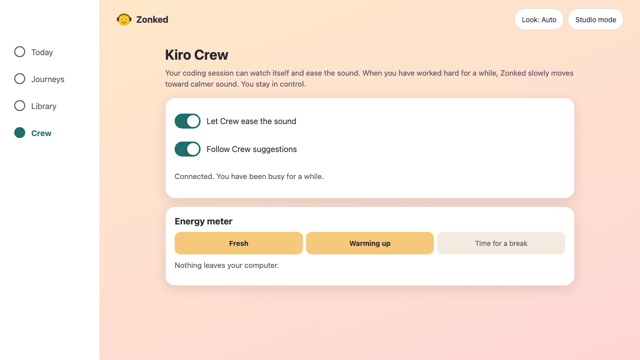 Zonked
Look: Auto
Studio mode
Today
Journeys
Library
Crew
Kiro Crew
Your coding session can watch itself and ease the sound. When you have worked hard for a while, Zonked slowly moves
toward calmer sound. You stay in control.
Let Crew ease the sound
Follow Crew suggestions
Connected. You have been busy for a while.
Energy meter
Fresh
Warming up
Time for a break
Nothing leaves your computer.